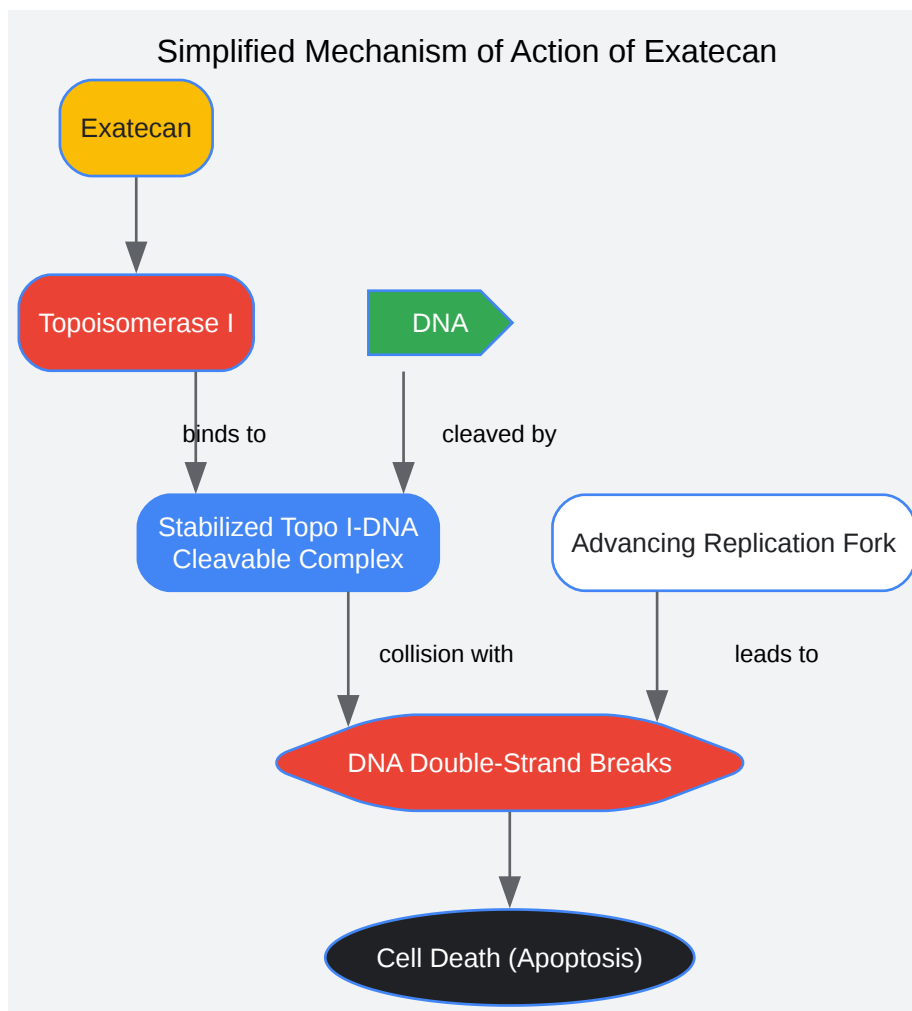 Simplified Mechanism of Action of Exatecan
Exatecan
Topoisomerase I
DNA
binds to
cleaved by
Stabilized Topo I-DNA
Cleavable Complex
Advancing Replication Fork
collision with
leads to
DNA Double-Strand Breaks
Cell Death (Apoptosis)